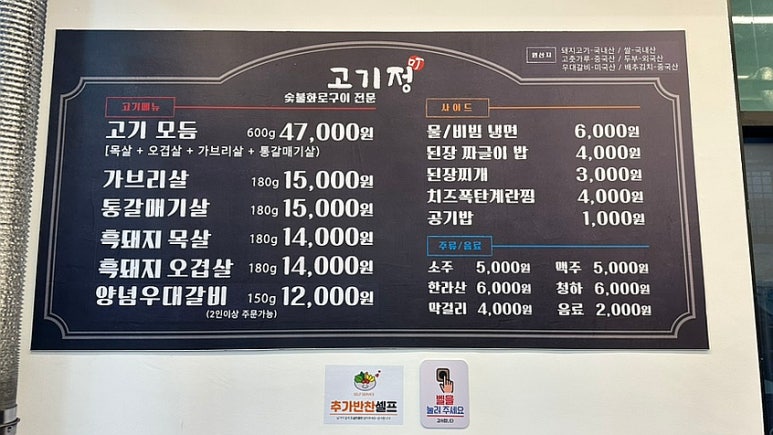 고기정
숯불화로구이 전문
원산지
돼지고기-국내산 / 쌀-국내산
고춧가루-중국산 / 두부-외국산
우대갈비-미국산 / 배추김치-중국산
고기메뉴
고기 모듬 600g 47,000원
[목살 + 오겹살 + 가브리살 + 통갈매기살]
가브리살 180g 15,000원
통갈매기살 180g 15,000원
흑돼지 목살 180g 14,000원
흑돼지 오겹살 180g 14,000원
양념우대갈비 150g 12,000원
(2인이상 주문가능)
사이드
물/비빔 냉면 6,000원
된장 짜글이 밥 4,000원
된장찌개 3,000원
치즈폭탄계란찜 4,000원
공기밥 1,000원
주류/음료
소주 5,000원 맥주 5,000원
한라산 6,000원 청하 6,000원
막걸리 4,000원 음료 2,000원
SELF SERVICE
추가반찬셀프
벨을
눌러 주세요
감사합니다